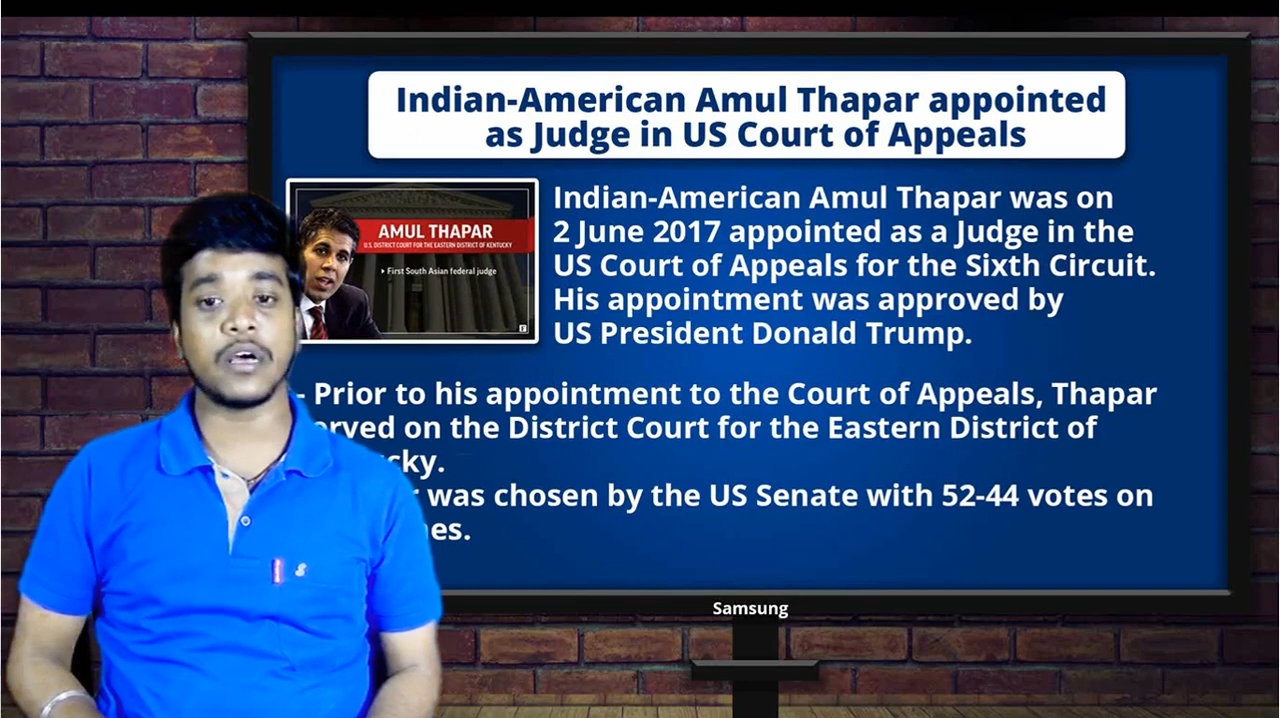 Indian-American Amul Thapar appointed
as Judge in US Court of Appeals
AMUL THAPAR
U.S. DISTRICT COURT FOR THE EASTERN DISTRICT OF KENTUCKY
First South Asian federal judge
Indian-American Amul Thapar was on
2 June 2017 appointed as a Judge in the
US Court of Appeals for the Sixth Circuit.
His appointment was approved by
US President Donald Trump.
- Prior to his appointment to the Court of Appeals, Thapar
on the District Court for the Eastern District of
was chosen by the US Senate with 52-44 votes on
Samsung